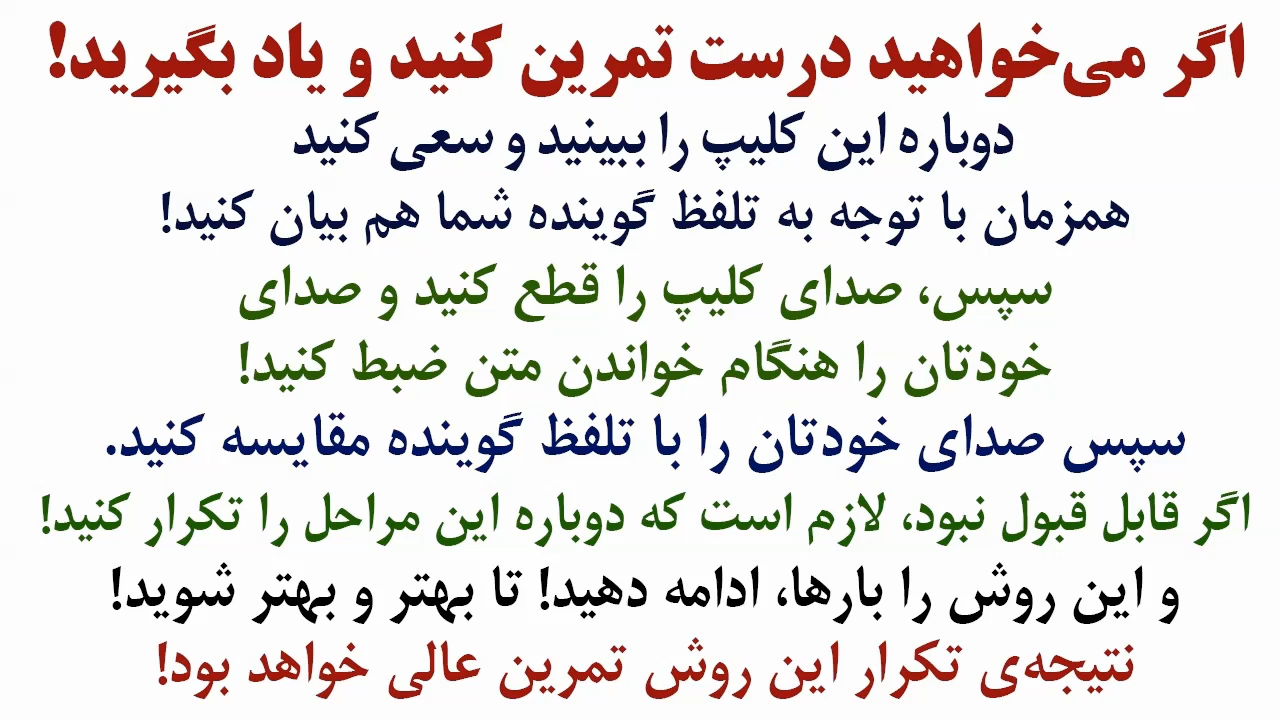 اگر می‌خواهید درست تمرین کنید و یاد بگیرید!
دوباره این کلیپ را ببینید و سعی کنید
همزمان با توجه به تلفظ گوینده شما هم بیان کنید!
سپس، صدای کلیپ را قطع کنید و صدای
خودتان را هنگام خواندن متن ضبط کنید!
سپس صدای خودتان را با تلفظ گوینده مقایسه کنید.
اگر قابل قبول نبود، لازم است که دوباره این مراحل را تکرار کنید!
و این روش را بارها، ادامه دهید! تا بهتر و بهتر شوید!
نتیجه‌ی تکرار این روش تمرین عالی خواهد بود!